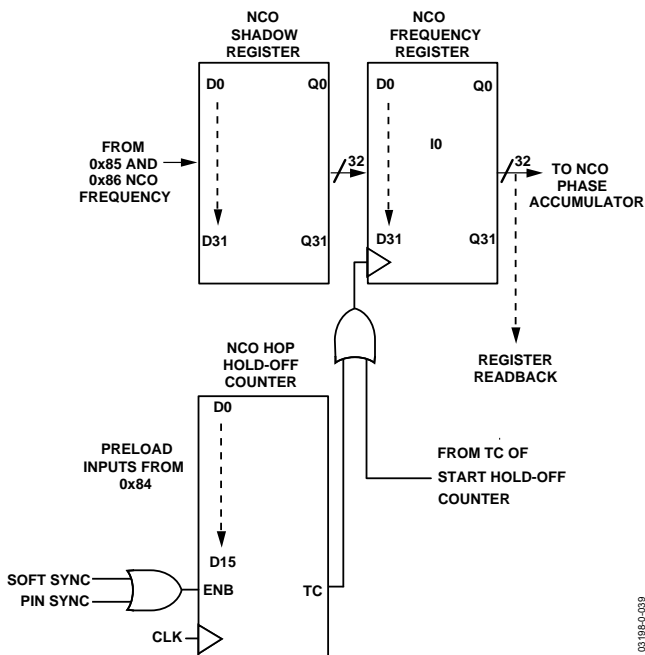 NCO
SHADOW
REGISTER
NCO
FREQUENCY
REGISTER
D0
Q0
D0
Q0
I0
FROM
0x85 AND
0x86 NCO
FREQUENCY
32
32
TO NCO
PHASE
ACCUMULATOR
D31
Q31
D31
Q31
NCO HOP
HOLD-OFF
COUNTER
REGISTER
READBACK
D0
PRELOAD
INPUTS FROM
0x84
FROM TC OF
START HOLD-OFF
COUNTER
D15
SOFT SYNC
PIN SYNC
ENB
TC
CLK
03198-0-039